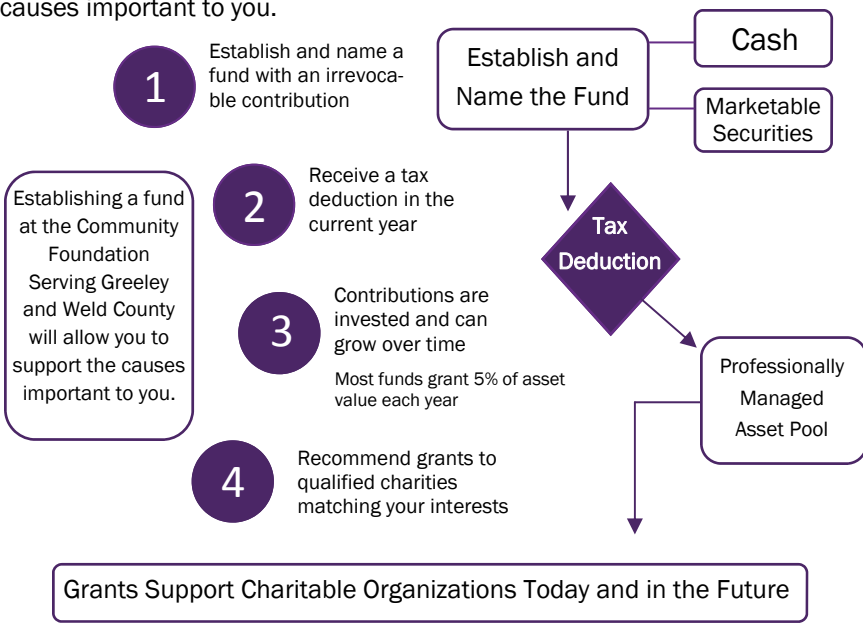 causes important to you.
1
Establish and name a
fund with an irrevoca-
ble contribution
Establish and
Name the Fund
Cash
Marketable
Securities
Establishing a fund
at the Community
Foundation
Serving Greeley
and Weld County
will allow you to
support the causes
important to you.
2
Receive a tax
deduction in the
current year
Tax
Deduction
3
Contributions are
invested and can
grow over time
Most funds grant 5% of asset
value each year
Professionally
Managed
Asset Pool
4
Recommend grants to
qualified charities
matching your interests
Grants Support Charitable Organizations Today and in the Future